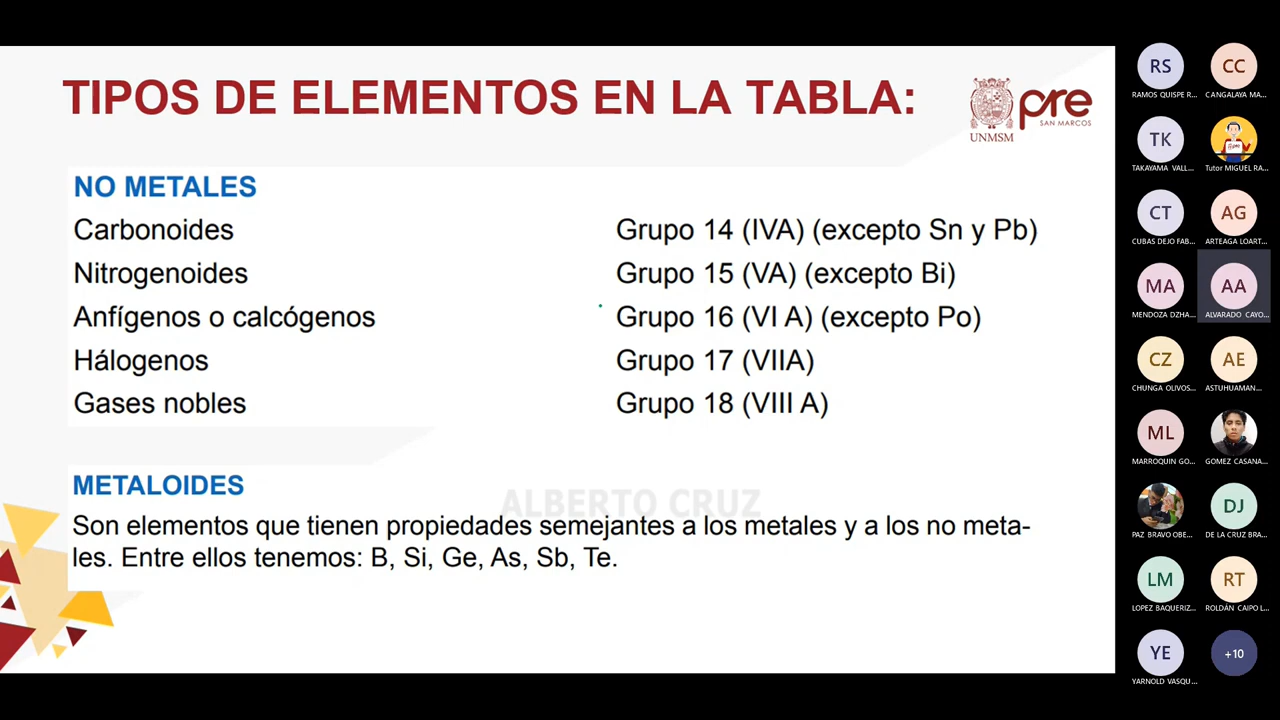 TIPOS DE ELEMENTOS EN LA TABLA:
UNMSM
pre
SAN MARCOS
NO METALES
Carbonoides Grupo 14 (IVA) (excepto Sn y Pb)
Nitrogenoides Grupo 15 (VA) (excepto Bi)
Anfígenos o calcógenos Grupo 16 (VI A) (excepto Po)
Hálogenos Grupo 17 (VIIA)
Gases nobles Grupo 18 (VIII A)
METALOIDES
ALBERTO CRUZ
Son elementos que tienen propiedades semejantes a los metales y a los no meta-
les. Entre ellos tenemos: B, Si, Ge, As, Sb, Te.
RS CC
RAMOS QUISPE R... CANGALAYA MA...
TK
TAKAYAMA VALL... Tutor MIGUEL RA...
CT AG
CUBAS DEJO FAB... ARTEAGA LOART...
MA AA
MENDOZA DZHA... ALVARADO CAYO...
CZ AE
CHUNGA OLIVOS... ASTUHUAMAN...
ML
MARROQUIN GO... GOMEZ CASANA...
DJ
PAZ BRAVO OBE... DE LA CRUZ BRA...
LM RT
LOPEZ BAQUERIZ... ROLDÁN CAIPO L...
YE +10
YARNOLD VASQU...